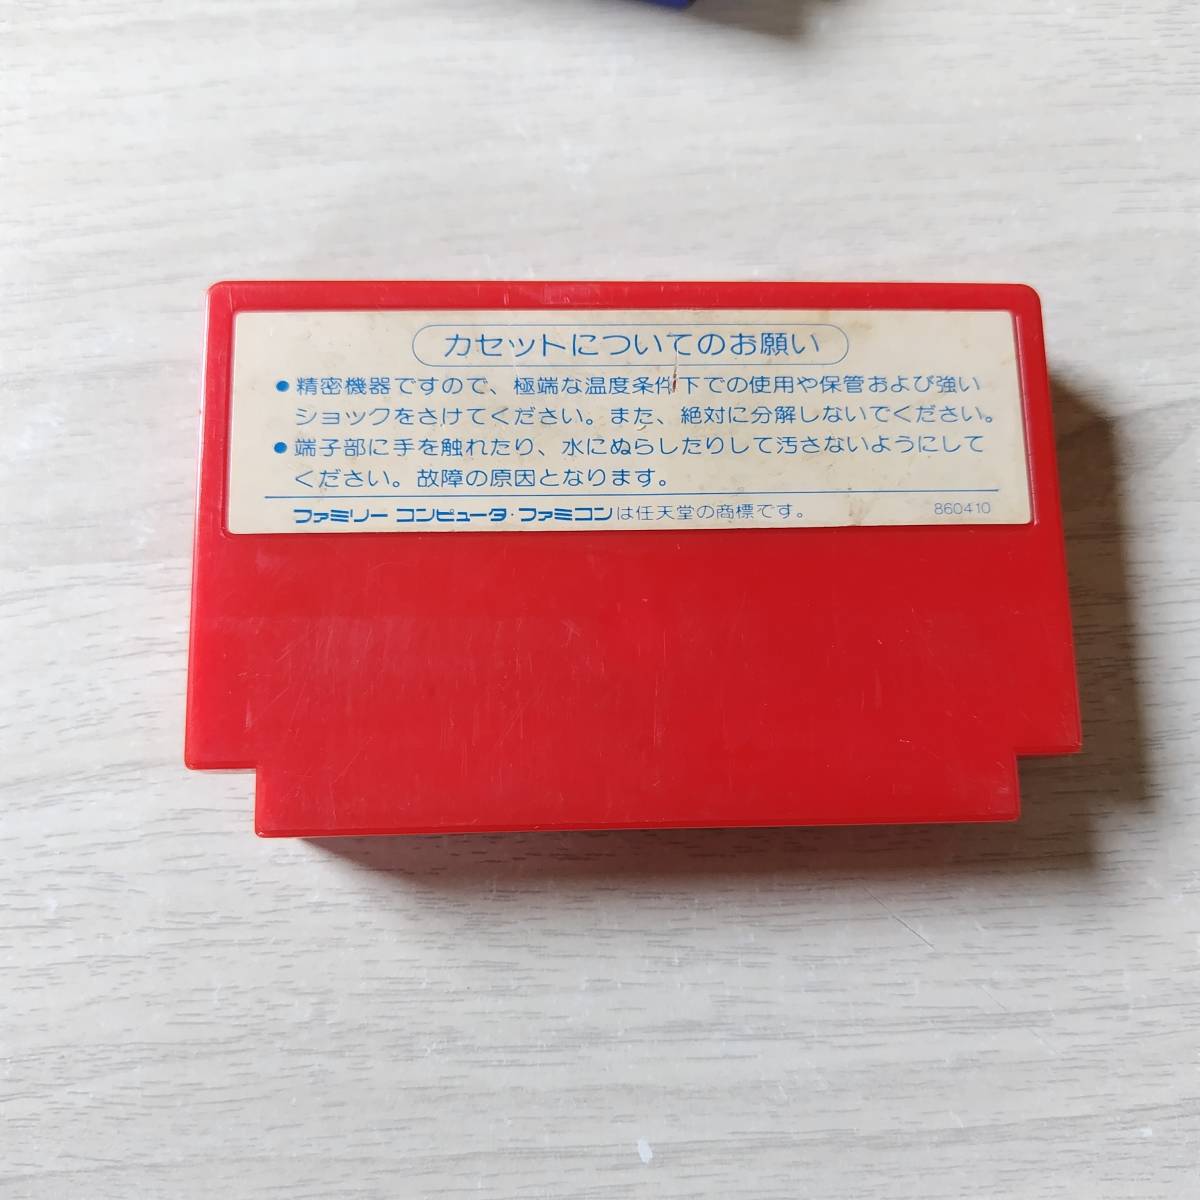 カセットについてのお願い
●精密機器ですので、極端な温度条件下での使用や保管および強い
ショックをさけてください。また、絶対に分解しないでください。
●端子部に手を触れたり、水にぬらしたりして汚さないようにして
ください。故障の原因となります。
ファミリー コンピュータ・ファミコンは任天堂の商標です。 860410